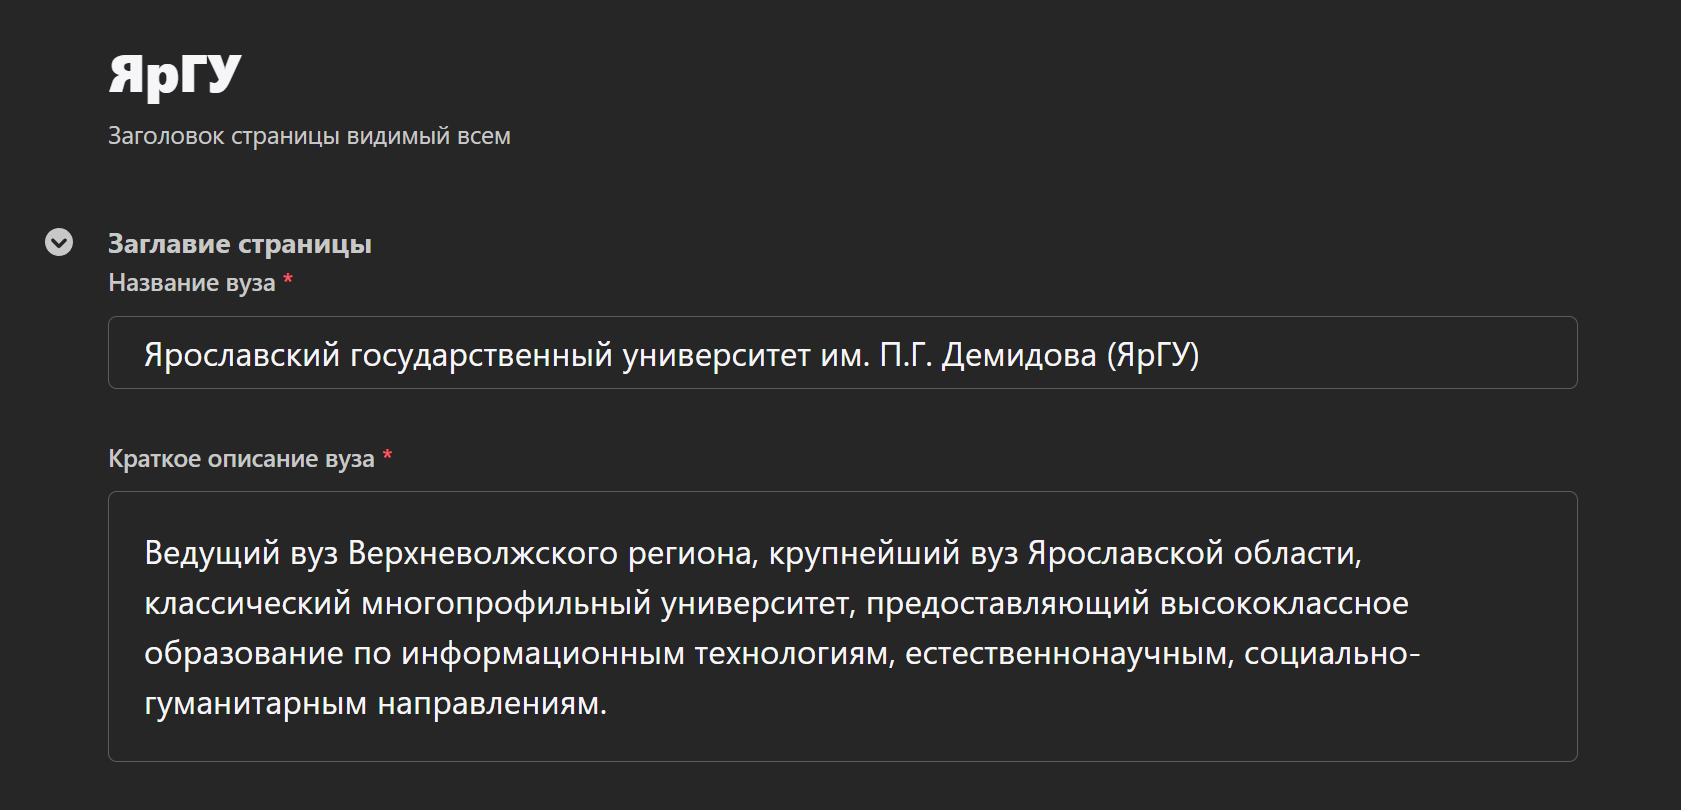 ЯрГУ
Заголовок страницы видимый всем
Заглавие страницы
Название вуза *
Ярославский государственный университет им. П.Г. Демидова (ЯрГУ)
Краткое описание вуза *
Ведущий вуз Верхневолжского региона, крупнейший вуз Ярославской области,
классический многопрофильный университет, предоставляющий высококлассное
образование по информационным технологиям, естественнонаучным, социально-
гуманитарным направлениям.